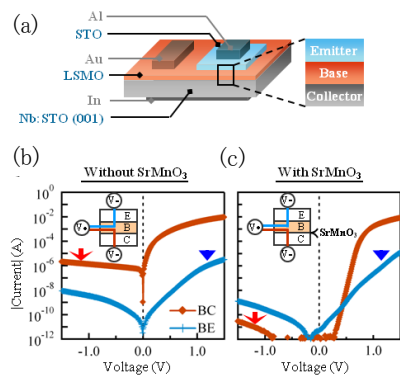 (a)
Al
STO
Au
LSMO
In
Nb:STO (001)
Emitter
Base
Collector
(b)
Without SrMnO₃
(c)
With SrMnO₃
|Current| (A)
10⁰
10⁻²
10⁻⁴
10⁻⁶
10⁻⁸
10⁻¹⁰
10⁻¹²
V-
V+
E
B
C
V-
BC
BE
-1.0
0.0
1.0
Voltage (V)
V-
V+
E
B
C
SrMnO₃
V-
-1.0
0.0
1.0
Voltage (V)